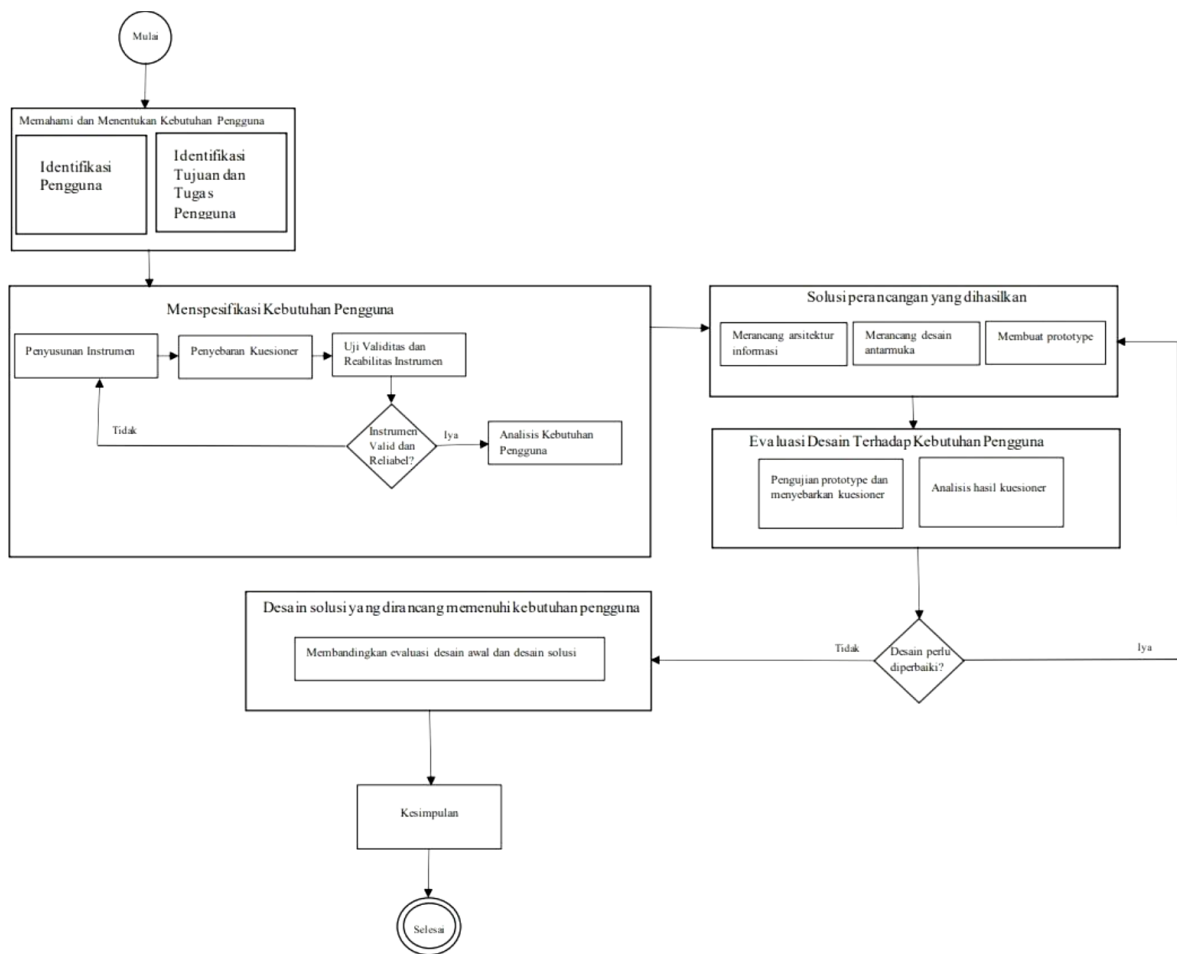 Mulai
Memahami dan Menentukan Kebutuhan Pengguna
Identifikasi
Pengguna
Identifikasi
Tujuan dan
Tugas
Pengguna
Menspesifikasi Kebutuhan Pengguna
Penyusunan Instrumen
Penyebaran Kuesioner
Uji Validitas dan
Reabilitas Instrumen
Tidak
Instrumen
Valid dan
Reliabel?
Iya
Analisis Kebutuhan
Pengguna
Solusi perancangan yang dihasilkan
Merancang arsitektur
informasi
Merancang desain
antarmuka
Membuat prototype
Evaluasi Desain Terhadap Kebutuhan Pengguna
Pengujian prototype dan
menyebarkan kuesioner
Analisis hasil kuesioner
Desain perlu
diperbaiki?
Tidak
Iya
Desain solusi yang dirancang memenuhi kebutuhan pengguna
Membandingkan evaluasi desain awal dan desain solusi
Kesimpulan
Selesai